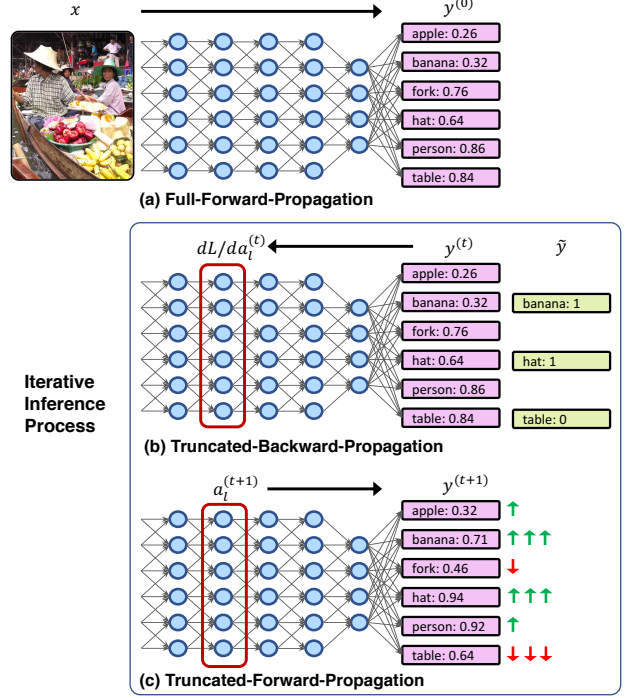 x
y^{(0)}
apple: 0.26
banana: 0.32
fork: 0.76
hat: 0.64
person: 0.86
table: 0.84
(a) Full-Forward-Propagation
dL/da_l^{(t)}
y^{(t)}
ỹ
apple: 0.26
banana: 0.32
banana: 1
fork: 0.76
hat: 0.64
hat: 1
person: 0.86
table: 0.84
table: 0
Iterative
Inference
Process
(b) Truncated-Backward-Propagation
a_l^{(t+1)}
y^{(t+1)}
apple: 0.32 ↑
banana: 0.71 ↑↑↑
fork: 0.46 ↓
hat: 0.94 ↑↑↑
person: 0.92 ↑
table: 0.64 ↓↓↓
(c) Truncated-Forward-Propagation